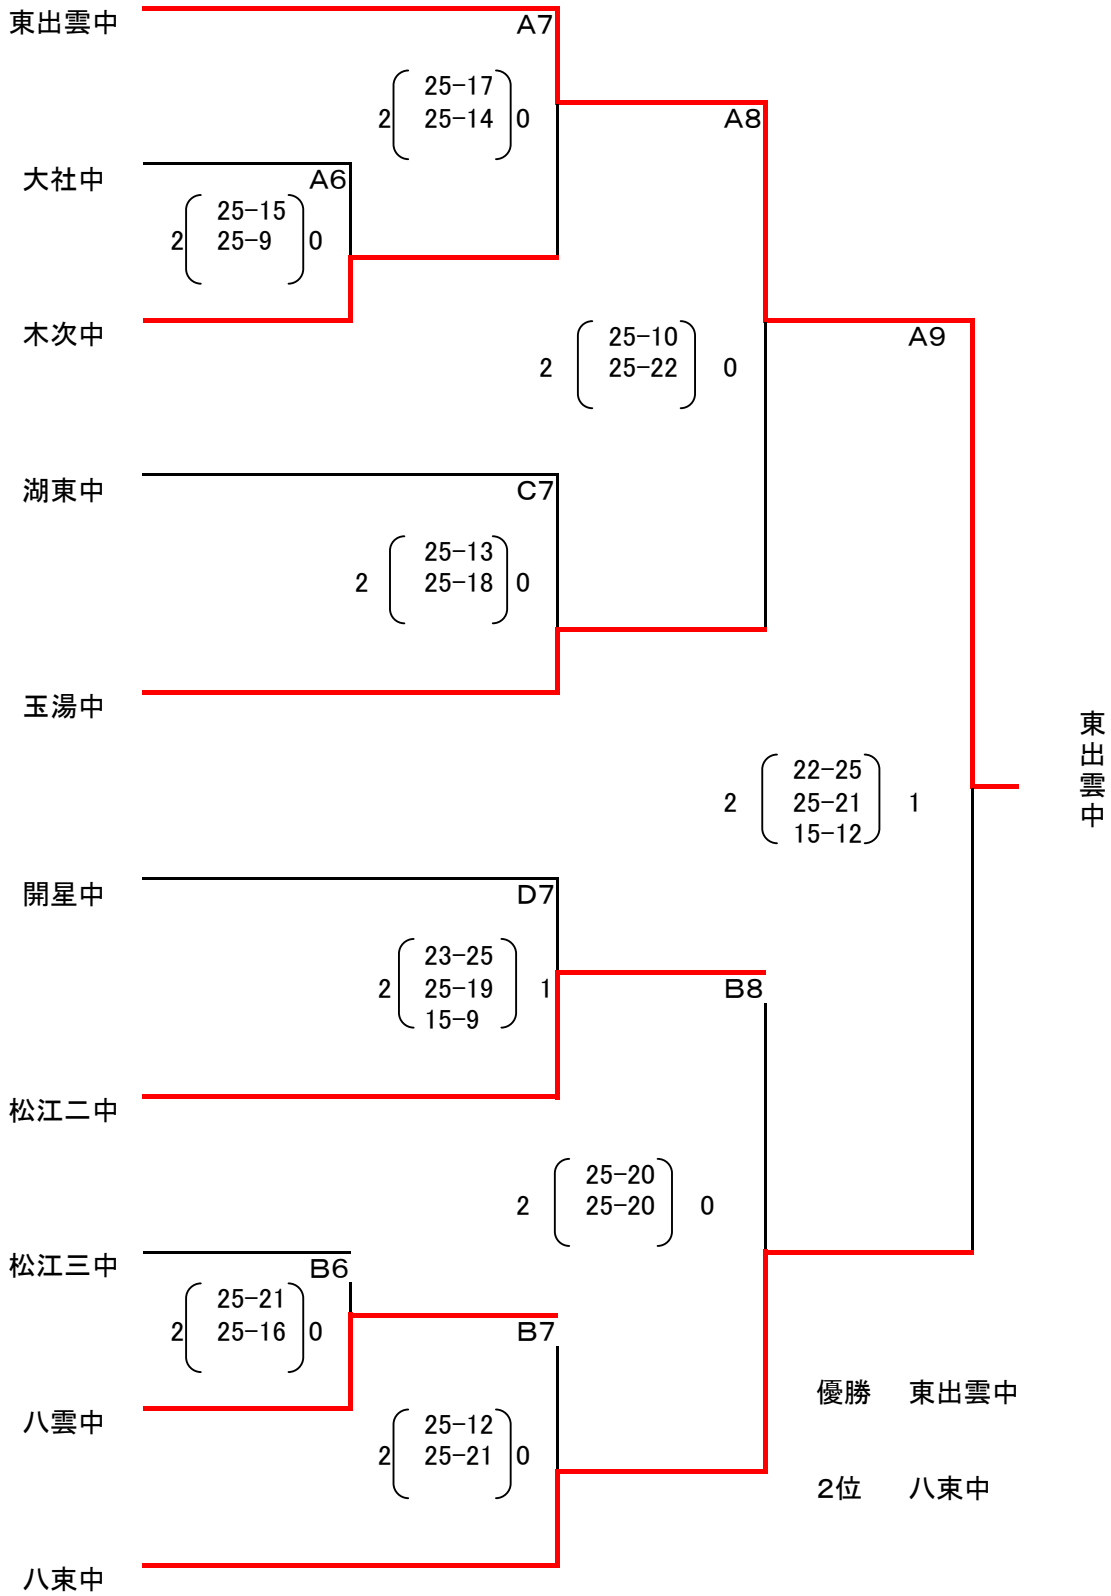 東出雲中
A7
25-17
2 25-14 0
A8
大社中
A6
25-15
2 25-9 0
木次中
25-10
2 25-22 0
A9
湖東中
C7
25-13
2 25-18 0
玉湯中
東出雲中
22-25
2 25-21 1
15-12
開星中
D7
23-25
2 25-19 1
15-9
B8
松江二中
25-20
2 25-20 0
松江三中
B6
25-21
2 25-16 0
B7
八雲中
25-12
2 25-21 0
優勝 東出雲中
2位 八束中
八束中